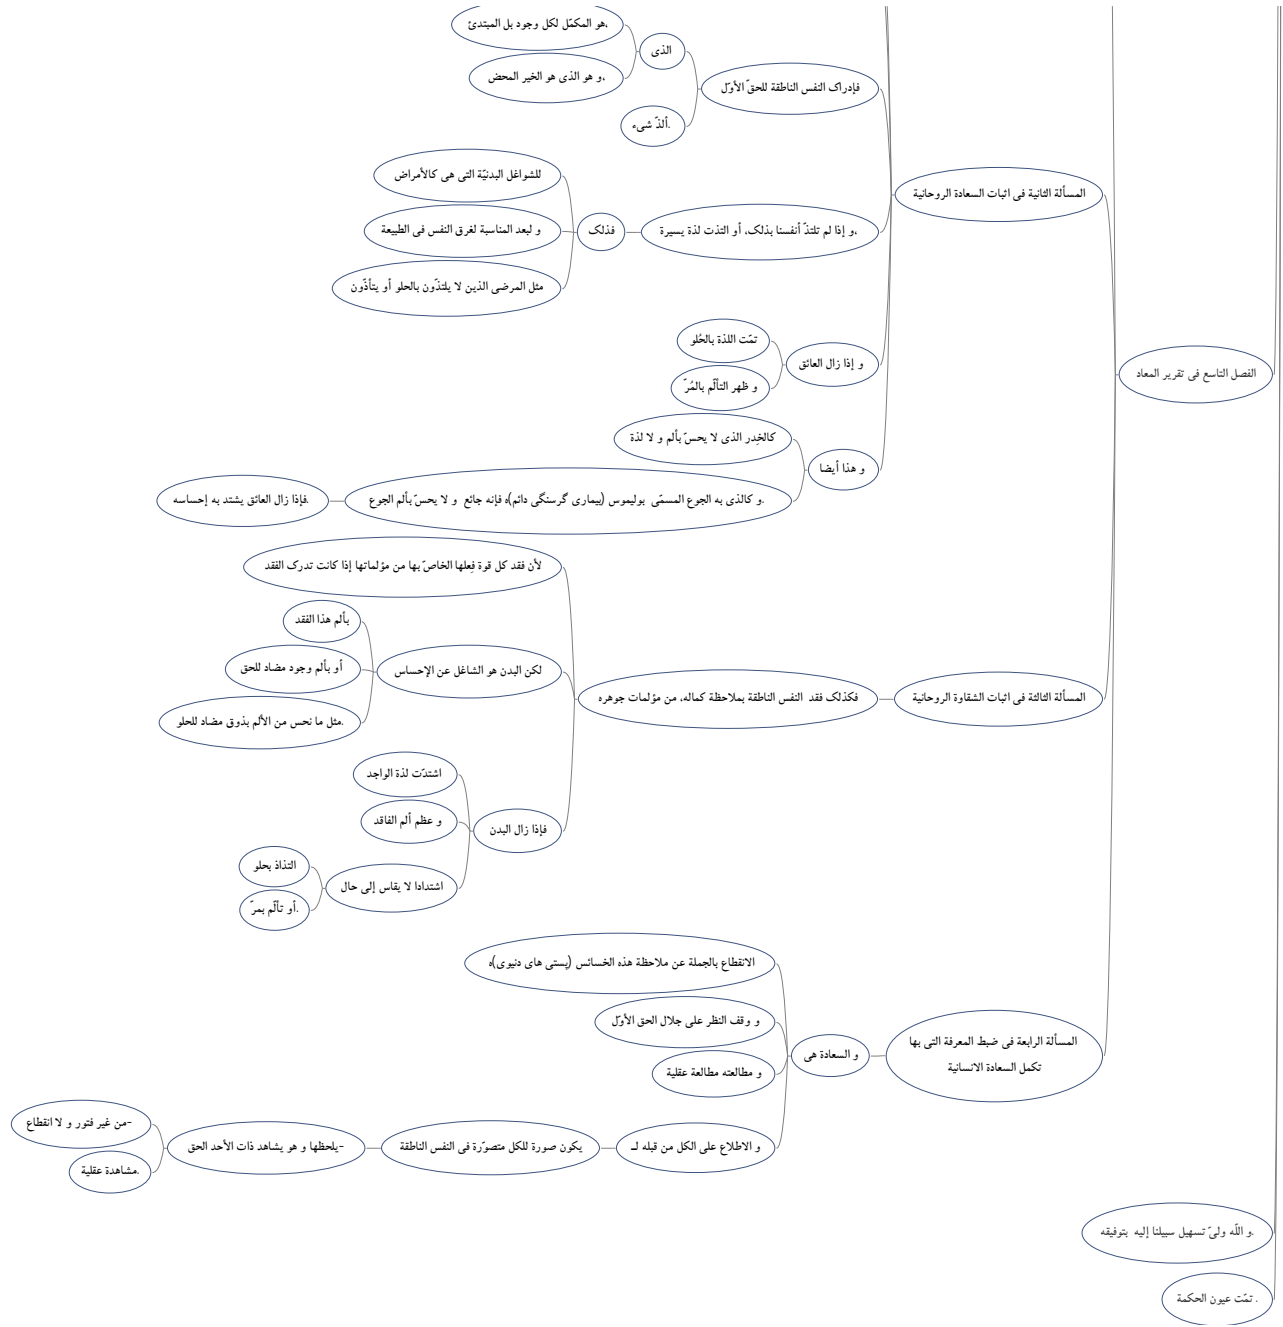 الفصل التاسع فی تقریر المعاد
المسألة الثانیة فی اثبات السعادة الروحانیة
فإدراک النفس الناطقة للحقّ الأوّل
الذی
هو المکمّل لکل وجود بل المبتدئ،
و هو الذی هو الخیر المحض،
ألذّ شیء.
و إذا لم تلتذّ أنفسنا بذلک، أو التذت لذة یسیرة،
فذلک
للشواغل البدنیّة التی هی کالأمراض
و لبعد المناسبة لغرق النفس فی الطبیعة
مثل المرضی الذین لا یلتذّون بالحلو أو یتأذّون
و إذا زال العائق
تمّت اللذة بالحُلو
و ظهر التألّم بالمُرّ
و هذا أیضا
کالخِدر الذی لا یحسّ بألم و لا لذة
و کالذی به الجوع المسمّی بولیموس (بیماری گرسنگی دائم)ه فإنه جائع و لا یحسّ بألم الجوع.
فإذا زال العائق یشتد به إحساسه.
المسألة الثالثة فی اثبات الشقاوة الروحانیة
فکذلک فقد النفس الناطقة بملاحظة کماله، من مؤلمات جوهره
لأن فقد کل قوة فِعلها الخاصّ بها من مؤلماتها إذا کانت تدرک الفقد
لکن البدن هو الشاغل عن الإحساس
بألم هذا الفقد
أو بألم وجود مضاد للحق
مثل ما نحس من الألم بذوق مضاد للحلو.
فإذا زال البدن
اشتدّت لذة الواجد
و عظم ألم الفاقد
اشتدادا لا یقاس إلی حال
التذاذ بحلو
أو تألّم بمرّ.
المسألة الرابعة فی ضبط المعرفة التی بها
تکمل السعادة الانسانیة
و السعادة هی
الانقطاع بالجملة عن ملاحظة هذه الخسائس (پستی های دنیوی)ه
و وقف النظر علی جلال الحق الأوّل
و مطالعته مطالعة عقلیة
و الاطلاع علی الکل من قبله لـ
یکون صورة للکل متصوّرة فی النفس الناطقة
یلحظها و هو یشاهد ذات الأحد الحق-
من غیر فتور و لا انقطاع-
مشاهدة عقلیة.
و اللّه ولیّ تسهیل سبیلنا إلیه بتوفیقه.
تمّت عیون الحکمة .